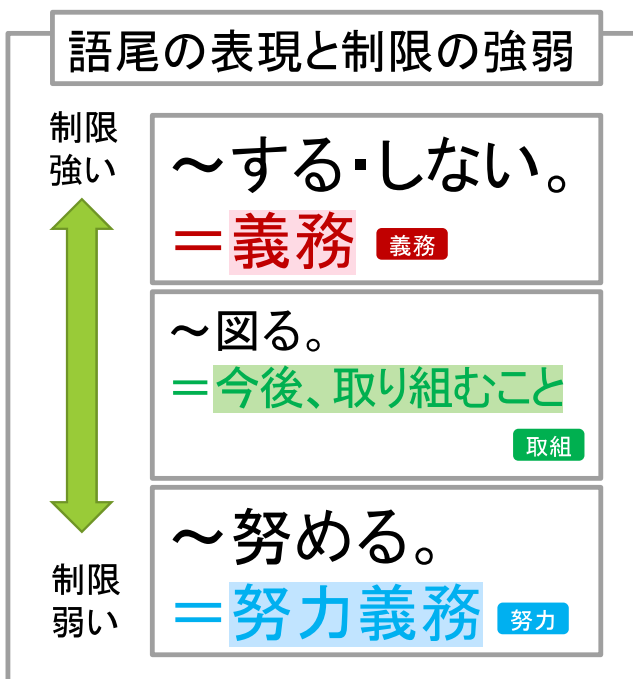 語尾の表現と制限の強弱
制限
強い
～する・しない。
＝義務 義務
～図る。
＝今後、取り組むこと
取組
～努める。
＝努力義務 努力
制限
弱い